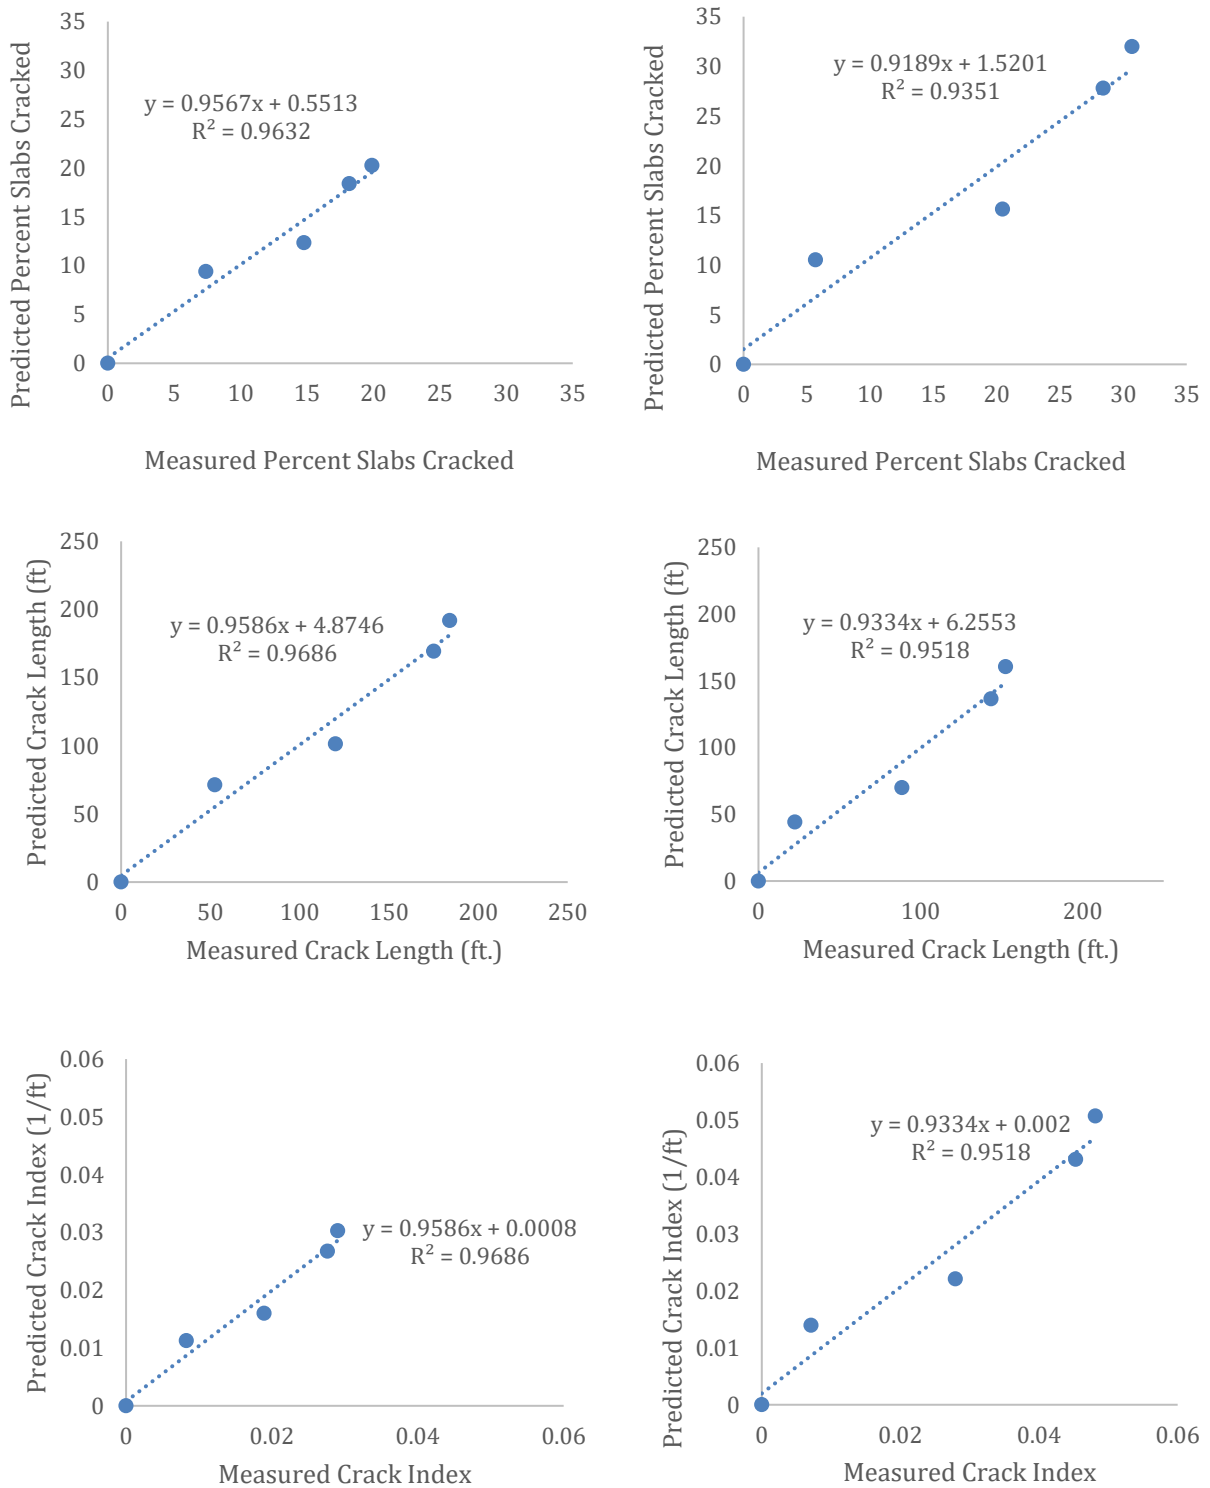 Predicted Percent Slabs Cracked
35
30
25
20
15
10
5
0
y = 0.9567x + 0.5513
R² = 0.9632
0 5 10 15 20 25 30 35
Measured Percent Slabs Cracked
Predicted Percent Slabs Cracked
35
30
25
20
15
10
5
0
y = 0.9189x + 1.5201
R² = 0.9351
0 5 10 15 20 25 30 35
Measured Percent Slabs Cracked
Predicted Crack Length (ft)
250
200
150
100
50
0
y = 0.9586x + 4.8746
R² = 0.9686
0 50 100 150 200 250
Measured Crack Length (ft.)
Predicted Crack Length (ft)
250
200
150
100
50
0
y = 0.9334x + 6.2553
R² = 0.9518
0 100 200
Measured Crack Length (ft.)
Predicted Crack Index (1/ft)
0.06
0.05
0.04
0.03
0.02
0.01
0
y = 0.9586x + 0.0008
R² = 0.9686
0 0.02 0.04 0.06
Measured Crack Index
Predicted Crack Index (1/ft)
0.06
0.05
0.04
0.03
0.02
0.01
0
y = 0.9334x + 0.002
R² = 0.9518
0 0.02 0.04 0.06
Measured Crack Index